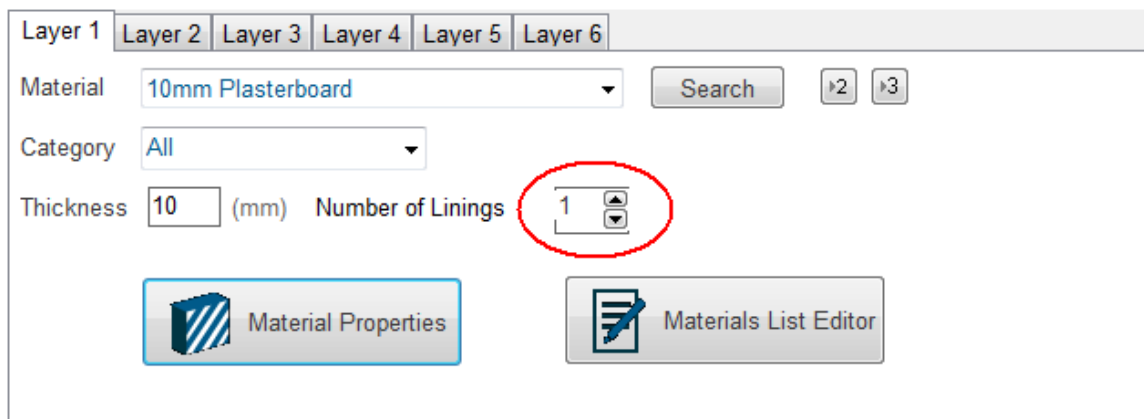 Layer 1 Layer 2 Layer 3 Layer 4 Layer 5 Layer 6
Material 10mm Plasterboard Search 2 3
Category All
Thickness 10 (mm) Number of Linings 1
Material Properties Materials List Editor